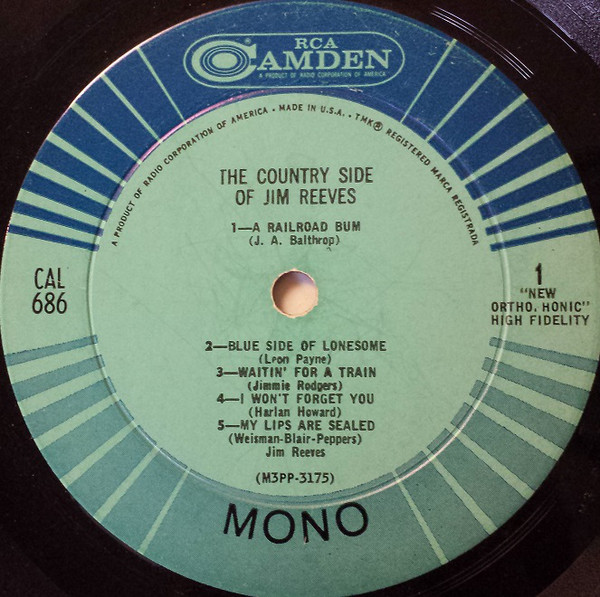 RCA
CAMDEN
A PRODUCT OF RADIO CORPORATION OF AMERICA
A PRODUCT OF RADIO CORPORATION OF AMERICA • MADE IN U.S.A. • TMK® REGISTERED MARCA REGISTRADA
THE COUNTRY SIDE
OF JIM REEVES
1—A RAILROAD BUM
(J. A. Balthrop)
CAL
686
1
"NEW
ORTHO. HONIC"
HIGH FIDELITY
2—BLUE SIDE OF LONESOME
(Leon Payne)
3—WAITIN' FOR A TRAIN
(Jimmie Rodgers)
4—I WON'T FORGET YOU
(Harlan Howard)
5—MY LIPS ARE SEALED
(Weisman-Blair-Peppers)
Jim Reeves
(M3PP-3175)
MONO